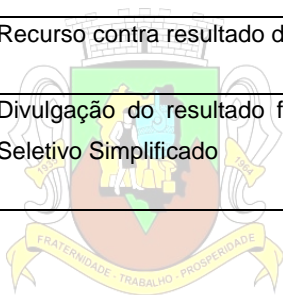 Recurso contra resultado d
Divulgação do resultado f
Seletivo Simplificado
FRATERNIDADE - TRABALHO - PROSPERIDADE